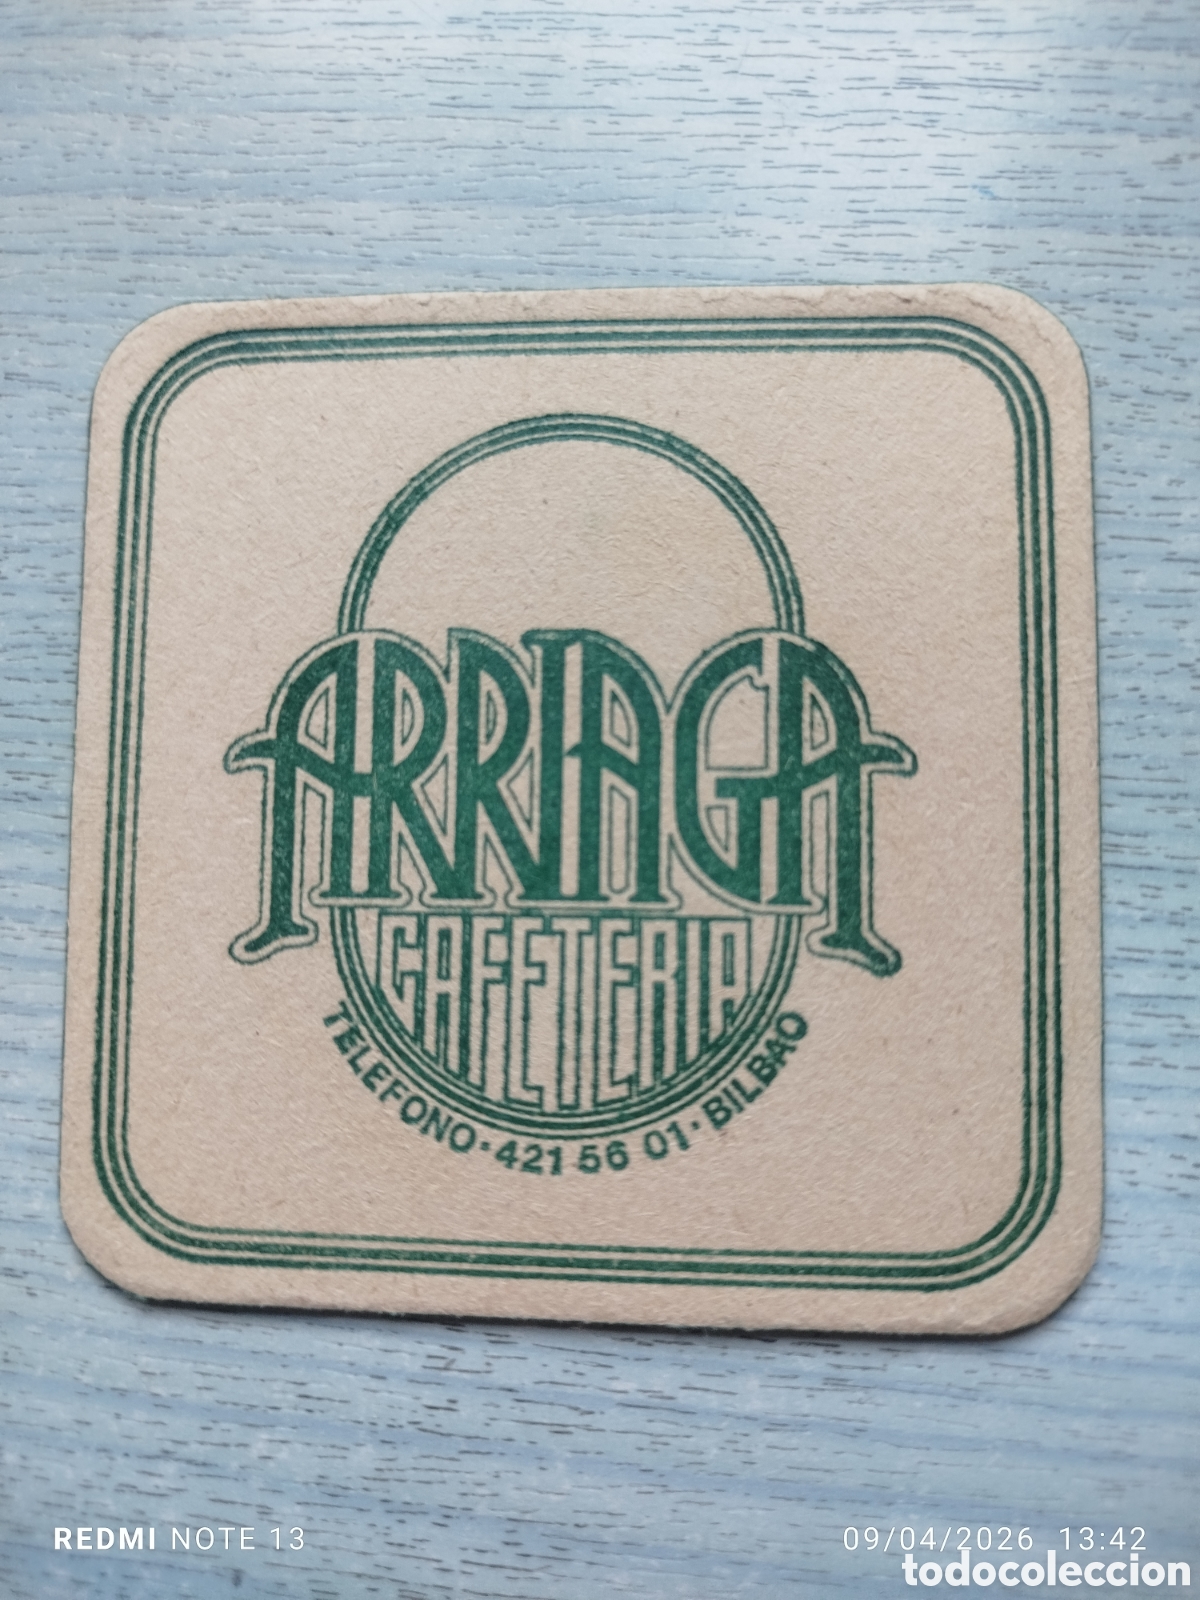 ARRIAGA
CAFETERIA
TELEFONO · 421 56 01 · BILBAO
REDMI NOTE 13
09/04/2026 13:42
todocoleccion